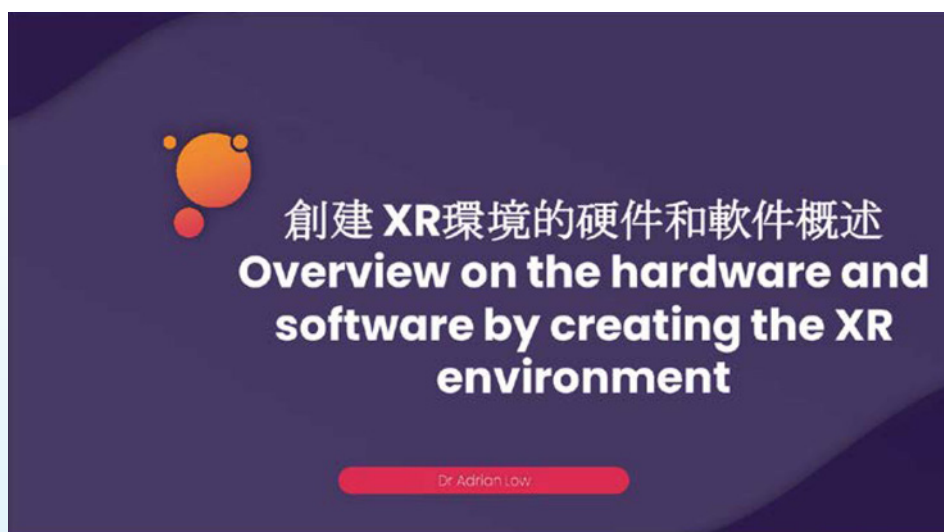 創建 XR環境的硬件和軟件概述
Overview on the hardware and
software by creating the XR
environment
Dr Adrian Low